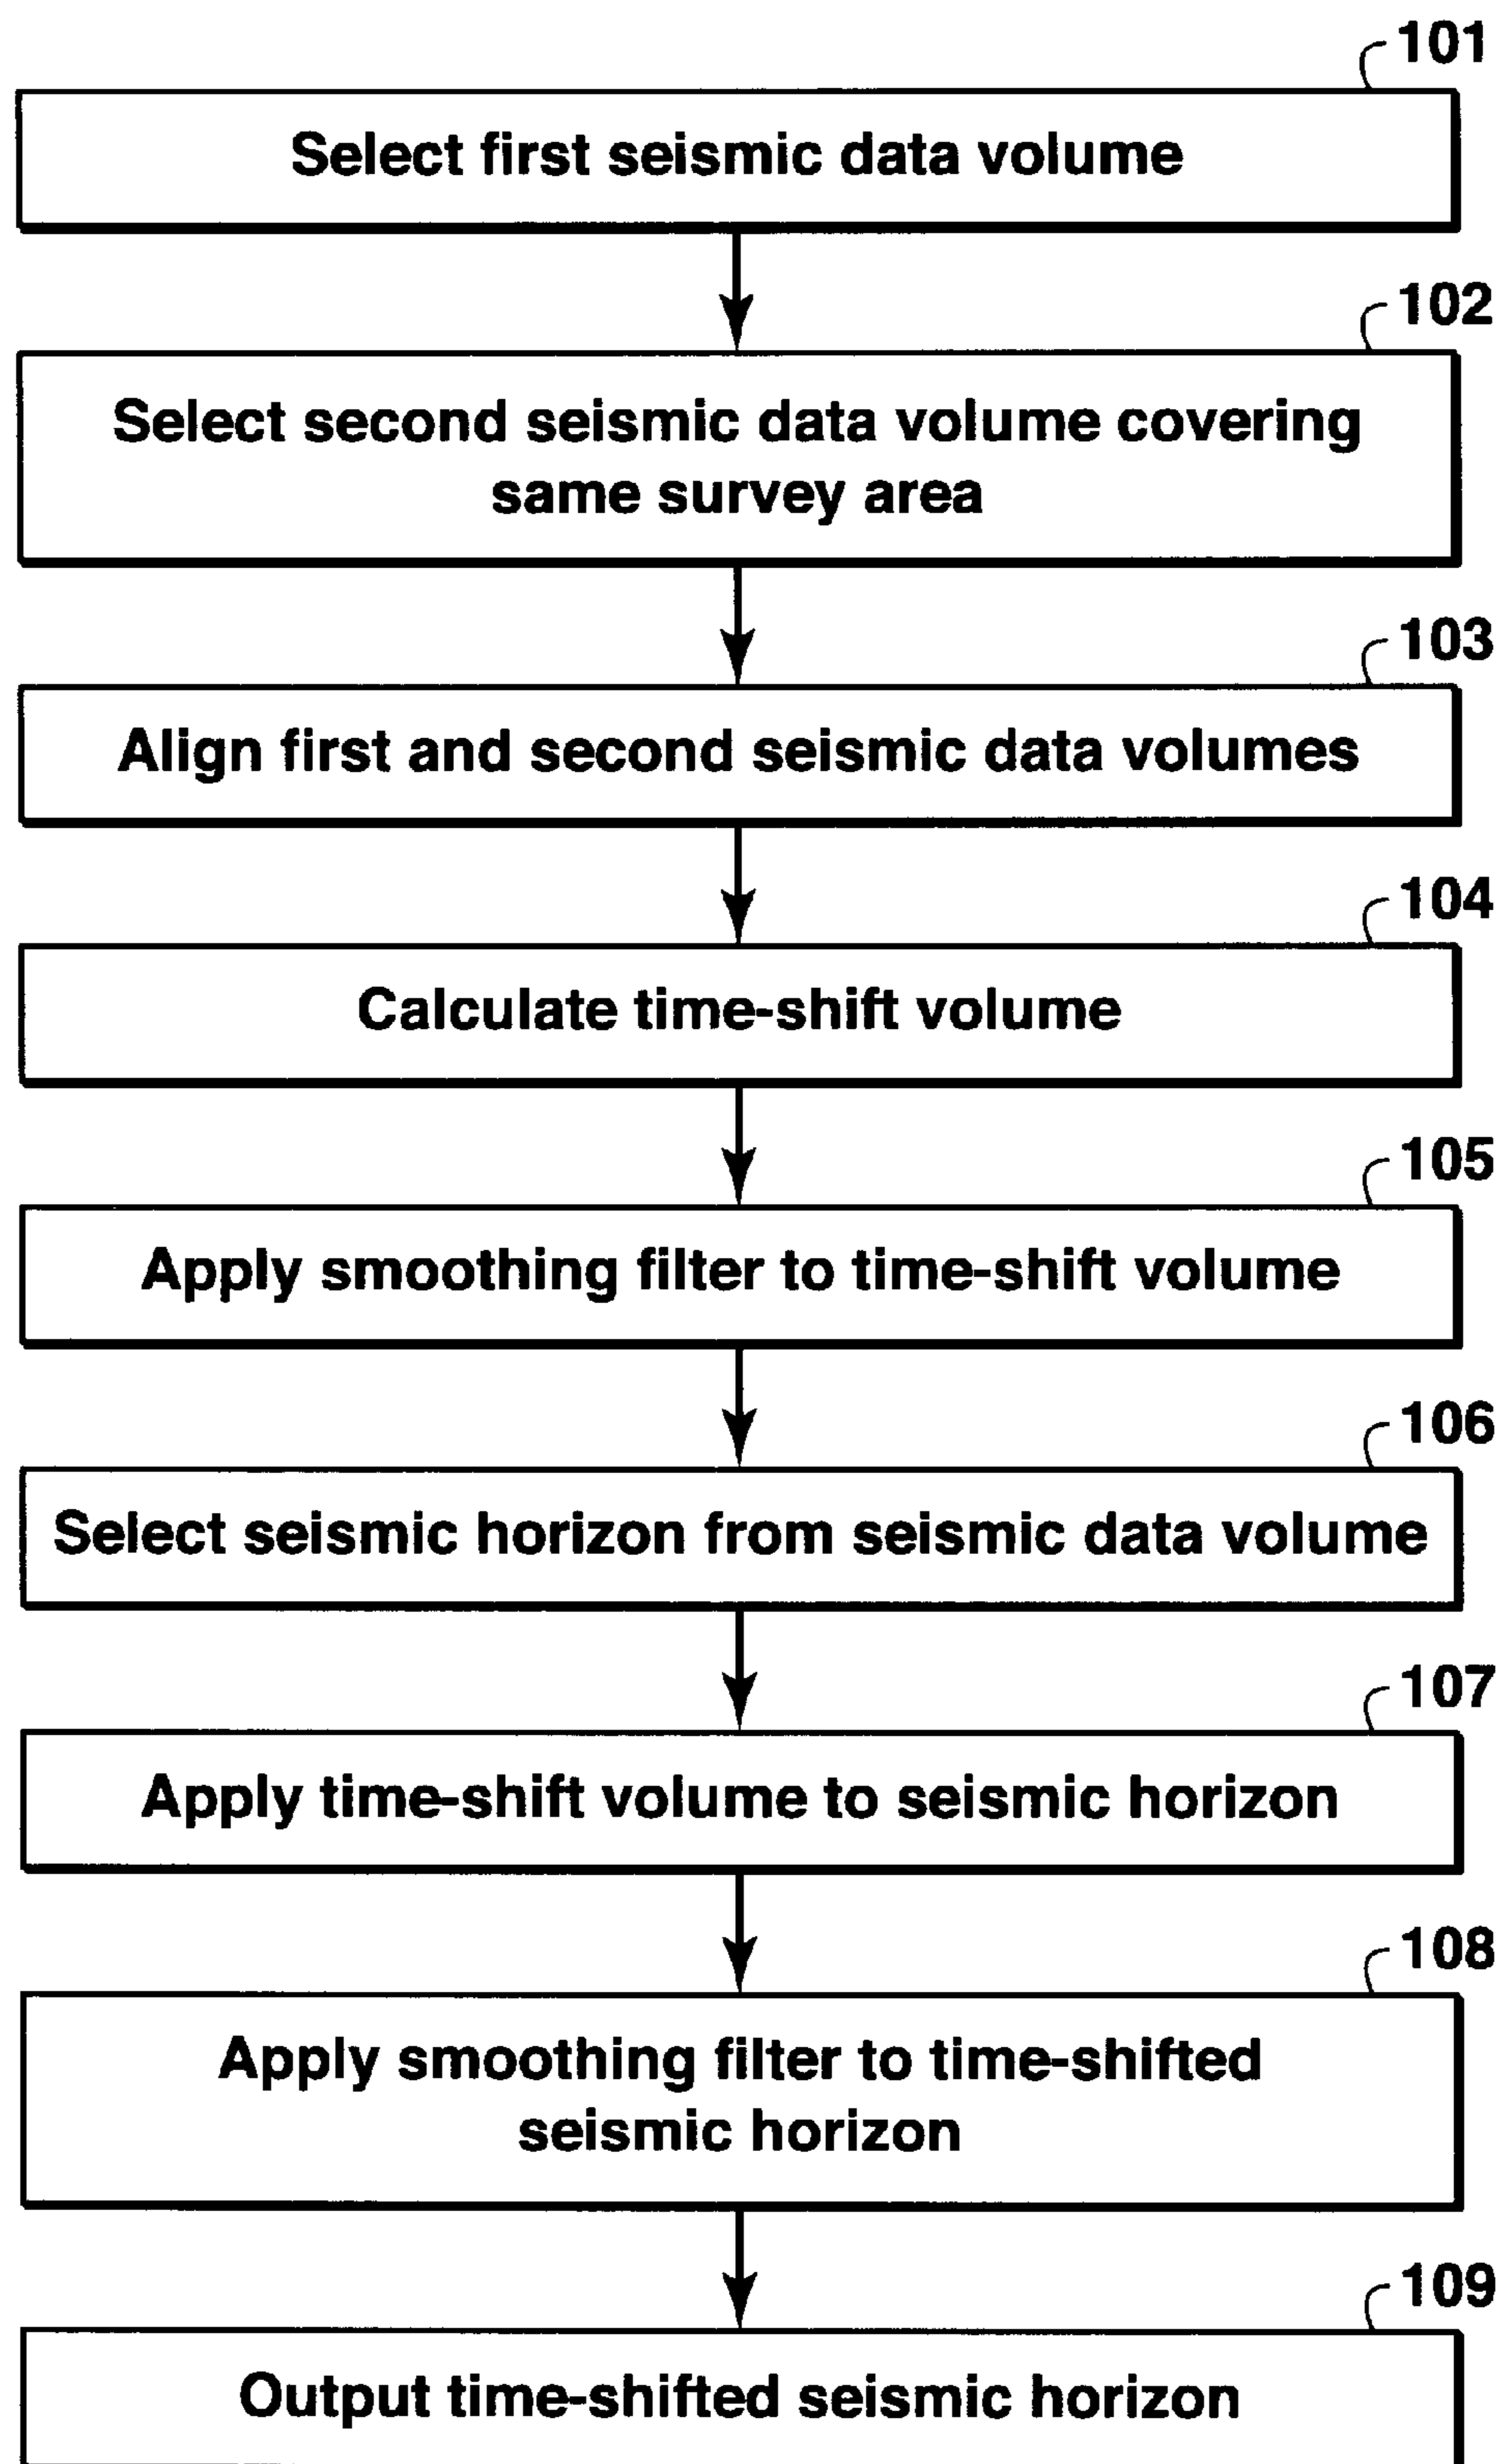 101
Select first seismic data volume
102
Select second seismic data volume covering
same survey area
103
Align first and second seismic data volumes
104
Calculate time-shift volume
105
Apply smoothing filter to time-shift volume
106
Select seismic horizon from seismic data volume
107
Apply time-shift volume to seismic horizon
108
Apply smoothing filter to time-shifted
seismic horizon
109
Output time-shifted seismic horizon